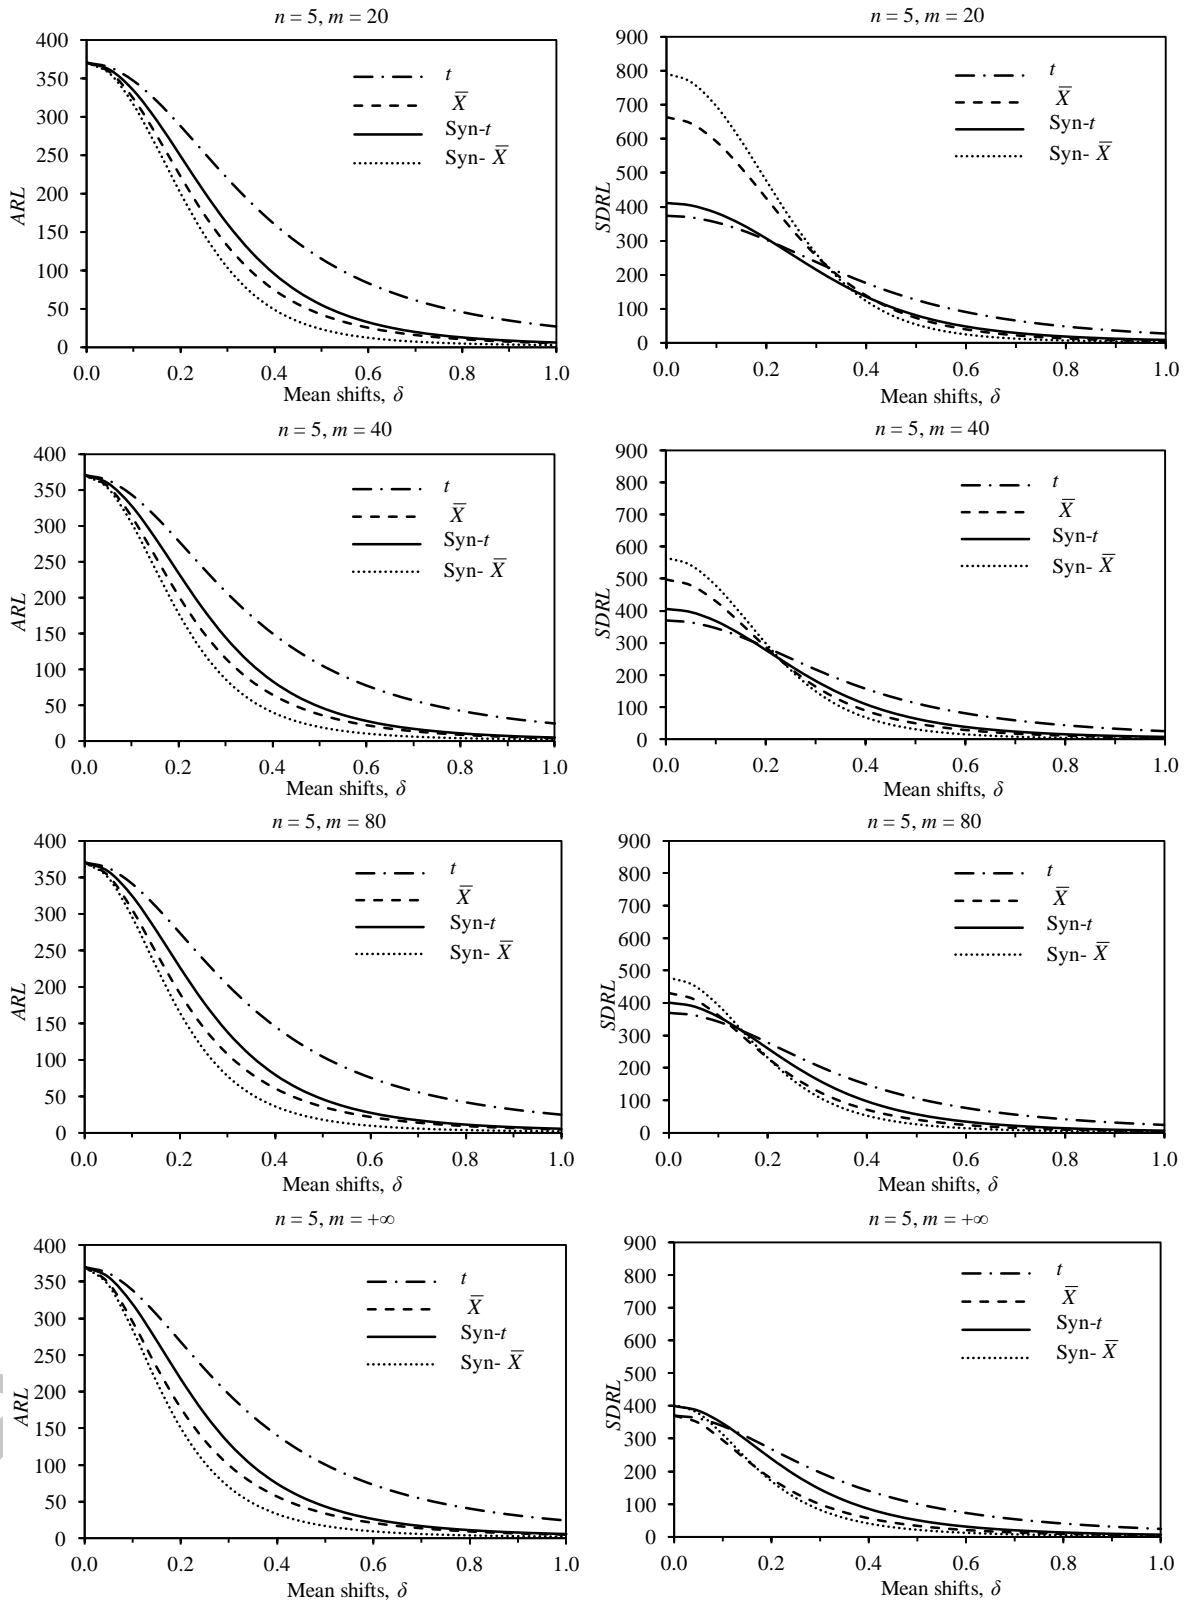 n = 5, m = 20
400
350
300
250
200
150
100
50
0
ARL
t
X̅
Syn-t
Syn- X̅
0.0 0.2 0.4 0.6 0.8 1.0
Mean shifts, δ
n = 5, m = 20
900
800
700
600
500
400
300
200
100
0
SDRL
t
X̅
Syn-t
Syn- X̅
0.0 0.2 0.4 0.6 0.8 1.0
Mean shifts, δ
n = 5, m = 40
400
350
300
250
200
150
100
50
0
ARL
t
X̅
Syn-t
Syn- X̅
0.0 0.2 0.4 0.6 0.8 1.0
Mean shifts, δ
n = 5, m = 40
900
800
700
600
500
400
300
200
100
0
SDRL
t
X̅
Syn-t
Syn- X̅
0.0 0.2 0.4 0.6 0.8 1.0
Mean shifts, δ
n = 5, m = 80
400
350
300
250
200
150
100
50
0
ARL
t
X̅
Syn-t
Syn- X̅
0.0 0.2 0.4 0.6 0.8 1.0
Mean shifts, δ
n = 5, m = 80
900
800
700
600
500
400
300
200
100
0
SDRL
t
X̅
Syn-t
Syn- X̅
0.0 0.2 0.4 0.6 0.8 1.0
Mean shifts, δ
n = 5, m = +∞
400
350
300
250
200
150
100
50
0
ARL
t
X̅
Syn-t
Syn- X̅
0.0 0.2 0.4 0.6 0.8 1.0
Mean shifts, δ
n = 5, m = +∞
900
800
700
600
500
400
300
200
100
0
SDRL
t
X̅
Syn-t
Syn- X̅
0.0 0.2 0.4 0.6 0.8 1.0
Mean shifts, δ